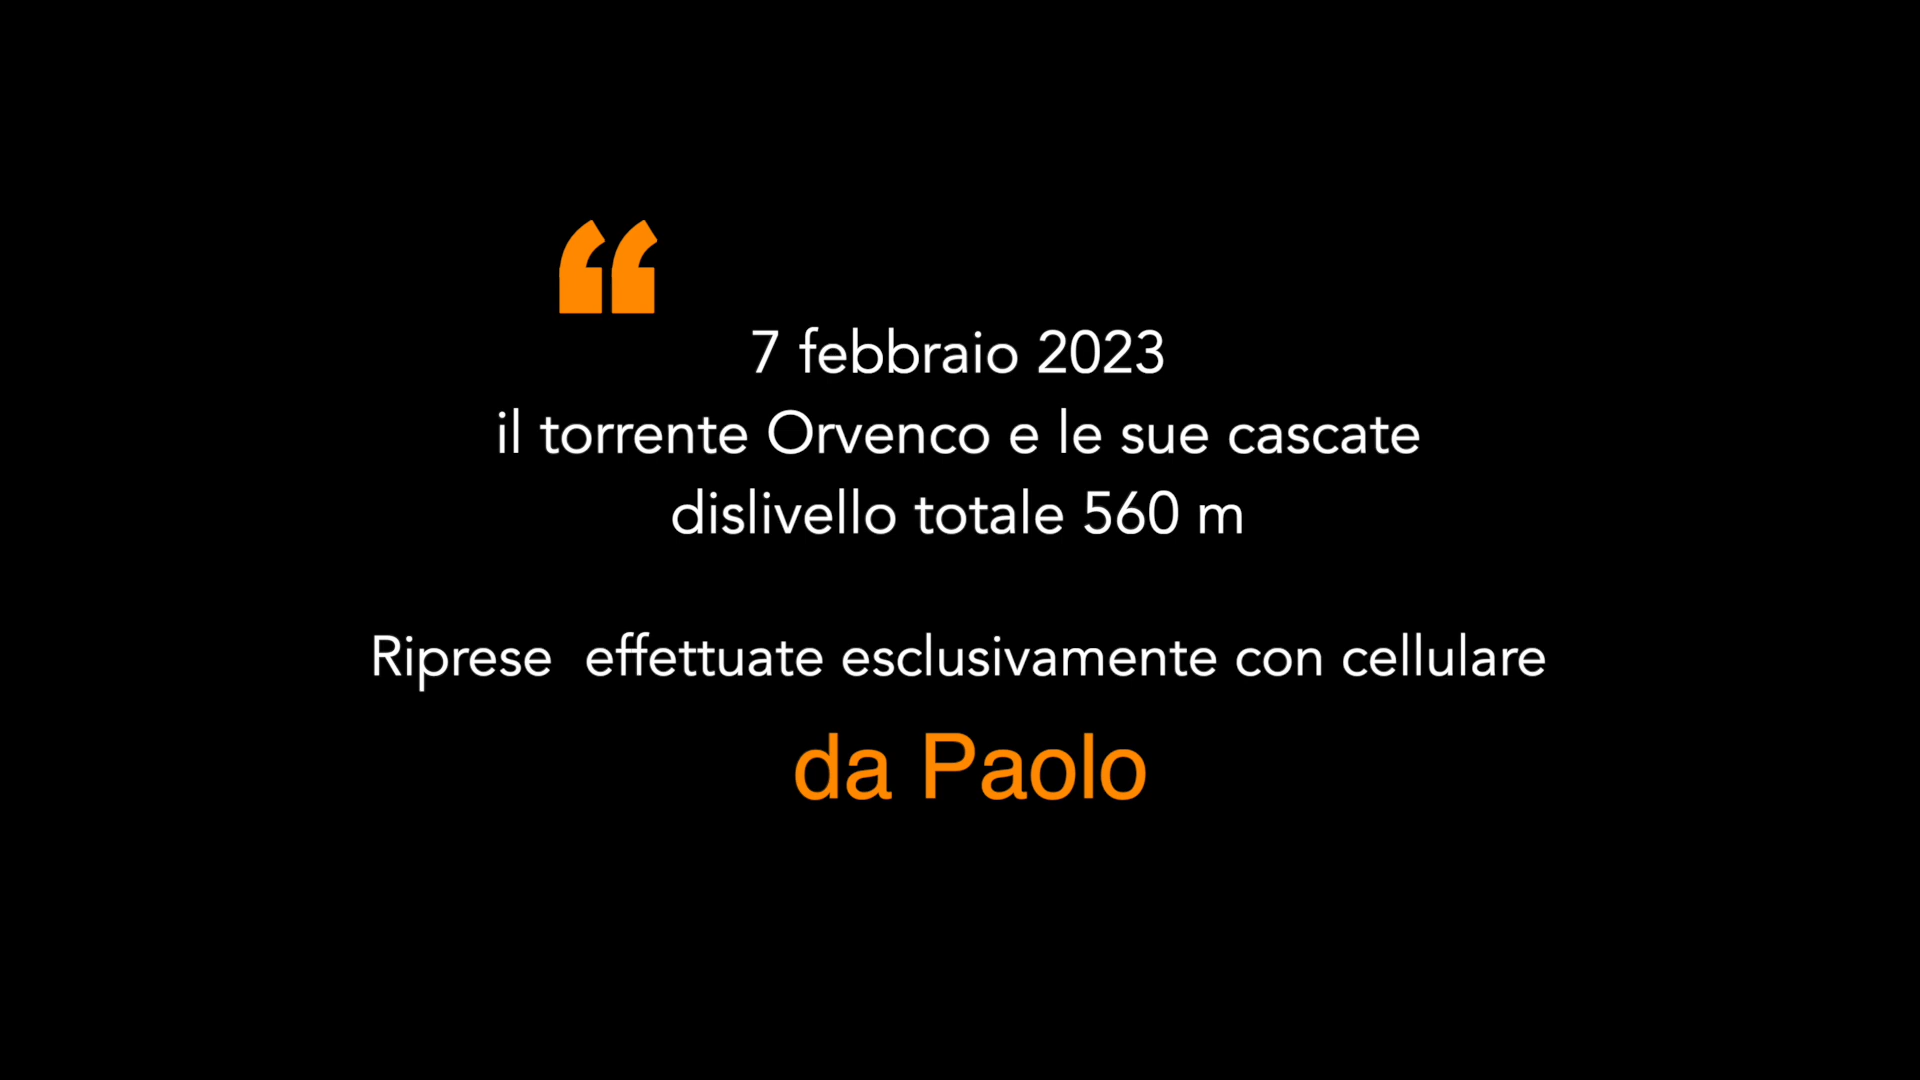 “
7 febbraio 2023
il torrente Orvenco e le sue cascate
dislivello totale 560 m
Riprese  effettuate esclusivamente con cellulare
da Paolo